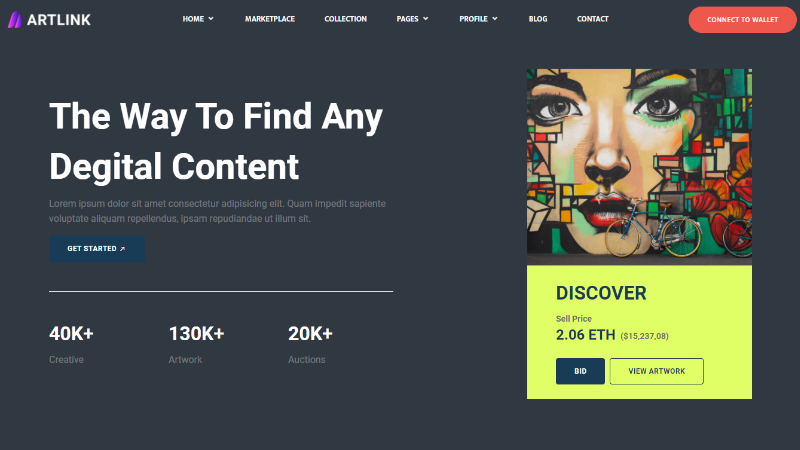 ARTLINK
HOME MARKETPLACE COLLECTION PAGES PROFILE BLOG CONTACT
CONNECT TO WALLET
The Way To Find Any
Degital Content
Lorem ipsum dolor sit amet consectetur adipisicing elit. Quam impedit sapiente
voluptate aliquam repellendus, ipsam repudiandae ut illum sit.
GET STARTED ↗
40K+ 130K+ 20K+
Creative Artwork Auctions
DISCOVER
Sell Price
2.06 ETH ($15,237,08)
BID VIEW ARTWORK